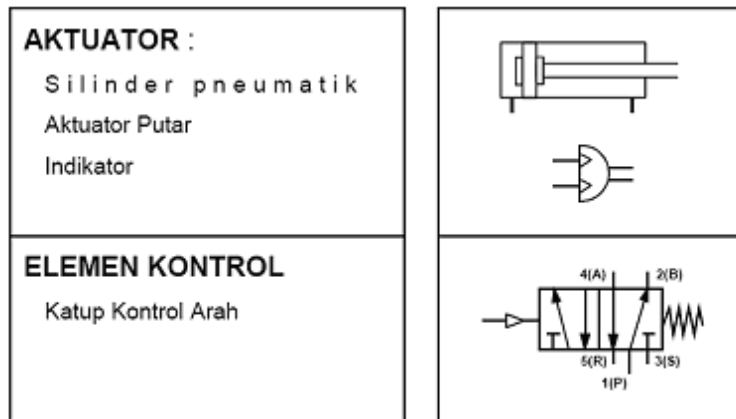 AKTUATOR :
Silinder pneumatik
Aktuator Putar
Indikator
ELEMEN KONTROL
Katup Kontrol Arah
4(A) 2(B)
5(R) 3(S)
1(P)